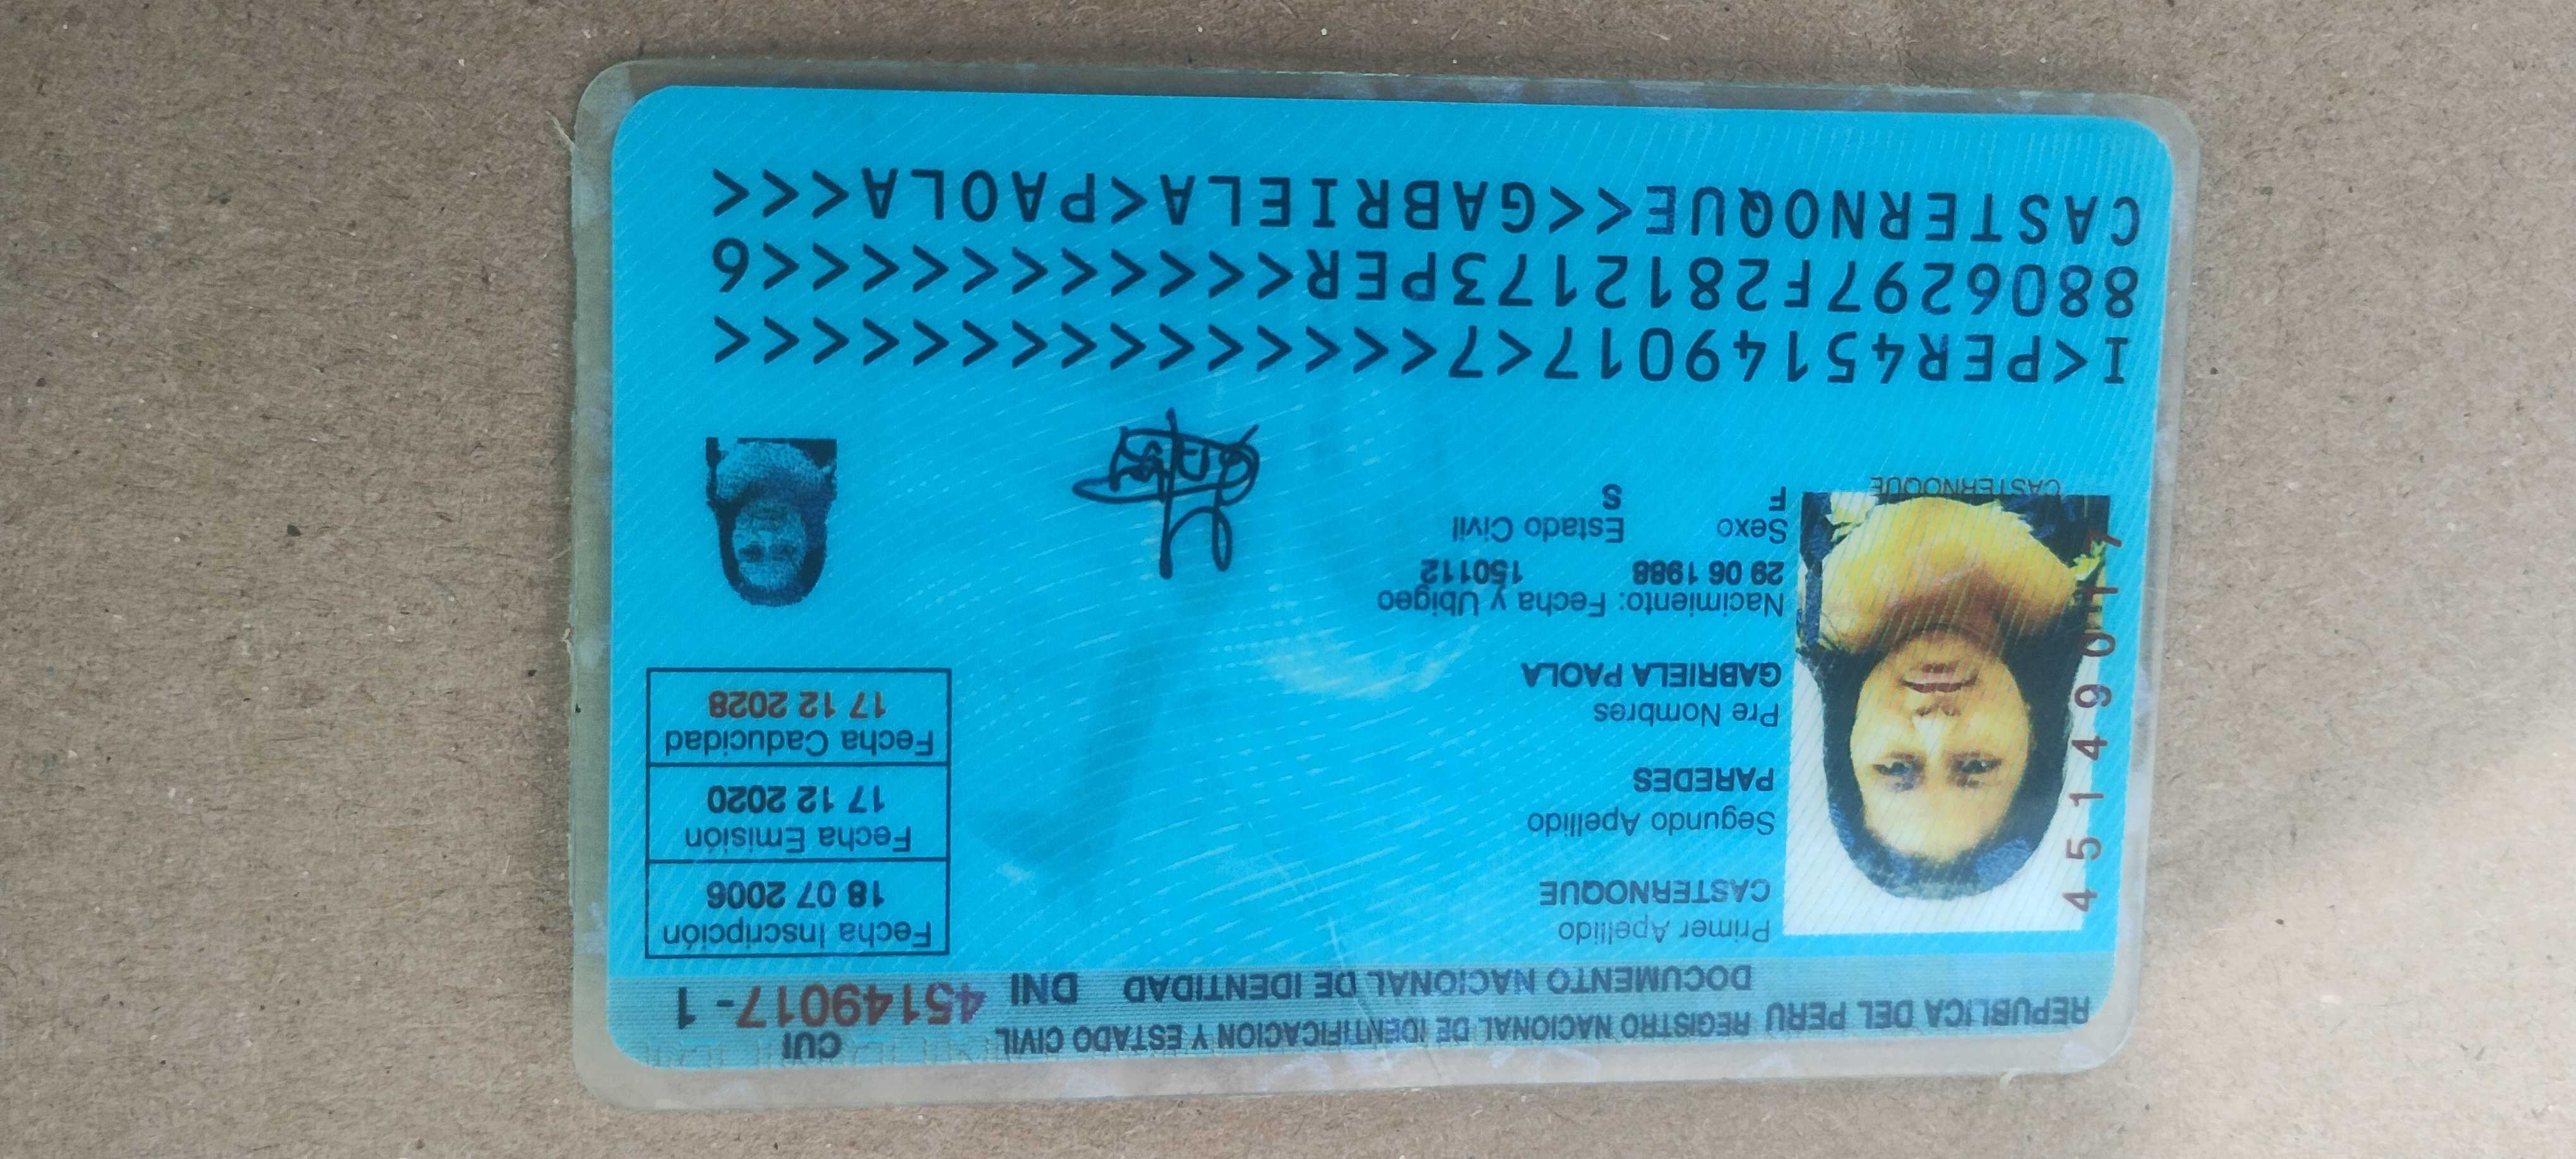 REPUBLICA DEL PERU REGISTRO NACIONAL DE IDENTIFICACION Y ESTADO CIVIL
CUI
DOCUMENTO NACIONAL DE IDENTIDAD DNI 45149017-1
Primer Apellido
CASTERNOQUE
Segundo Apellido
PAREDES
Pre Nombres
GABRIELA PAOLA
Nacimiento: Fecha y Ubigeo
29 06 1988 150112
Sexo Estado Civil
F S
Fecha Inscripción
18 07 2006
Fecha Emisión
17 12 2020
Fecha Caducidad
17 12 2028
45149017
CASTERNOQUE
I<PER45149017<7<<<<<<<<<<<<<<<
8806297F2812173PER<<<<<<<<<<<6
CASTERNOQUE<<GABRIELA<PAOLA<<<